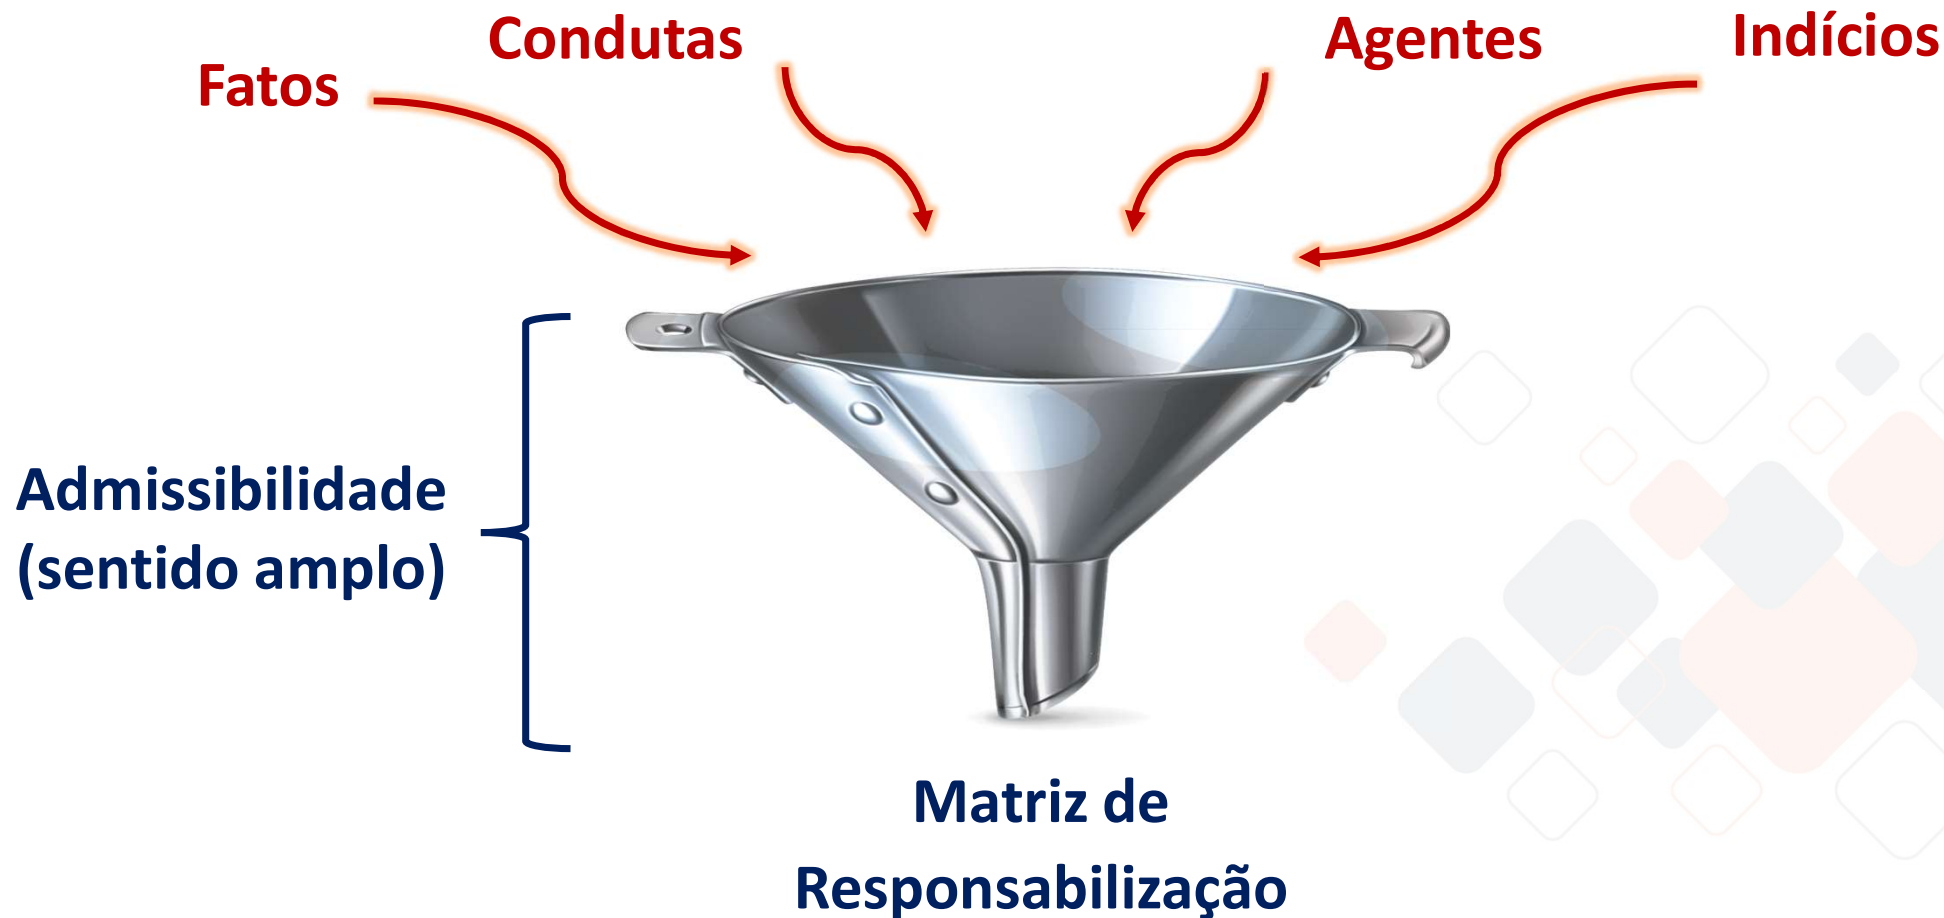 Fatos
Condutas
Agentes
Indícios
Admissibilidade
(sentido amplo)
Matriz de
Responsabilização